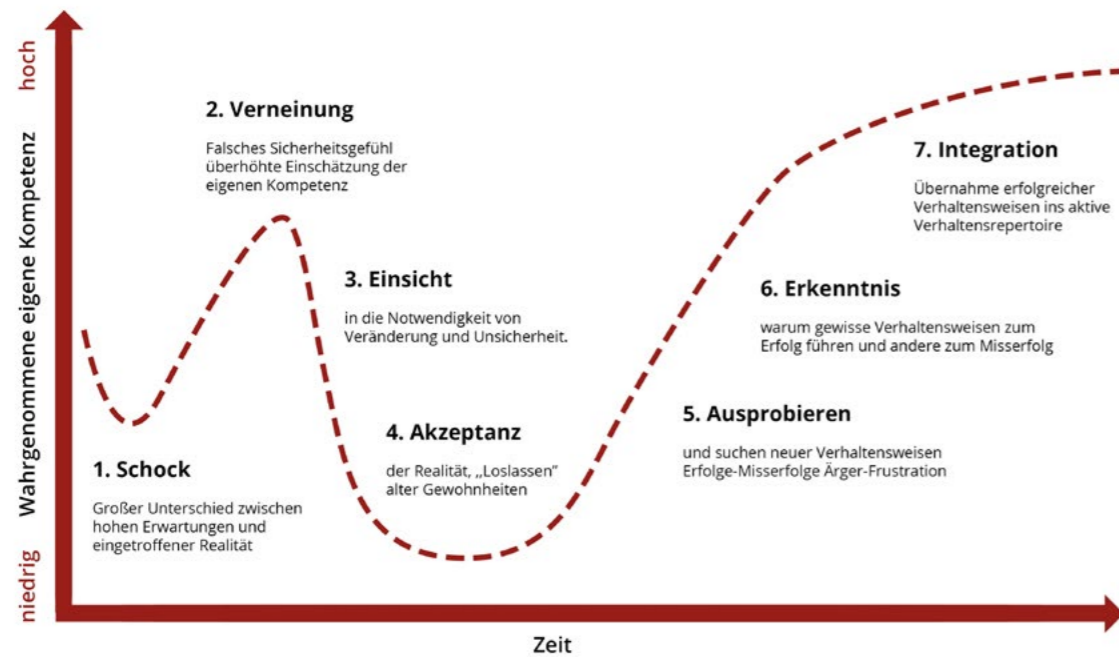 hoch
Wahrgenommene eigene Kompetenz
niedrig
2. Verneinung
Falsches Sicherheitsgefühl
überhöhte Einschätzung der
eigenen Kompetenz
7. Integration
Übernahme erfolgreicher
Verhaltensweisen ins aktive
Verhaltensrepertoire
3. Einsicht
in die Notwendigkeit von
Veränderung und Unsicherheit.
6. Erkenntnis
warum gewisse Verhaltensweisen zum
Erfolg führen und andere zum Misserfolg
4. Akzeptanz
der Realität, ,,Loslassen"
alter Gewohnheiten
5. Ausprobieren
und suchen neuer Verhaltensweisen
Erfolge-Misserfolge Ärger-Frustration
1. Schock
Großer Unterschied zwischen
hohen Erwartungen und
eingetroffener Realität
Zeit